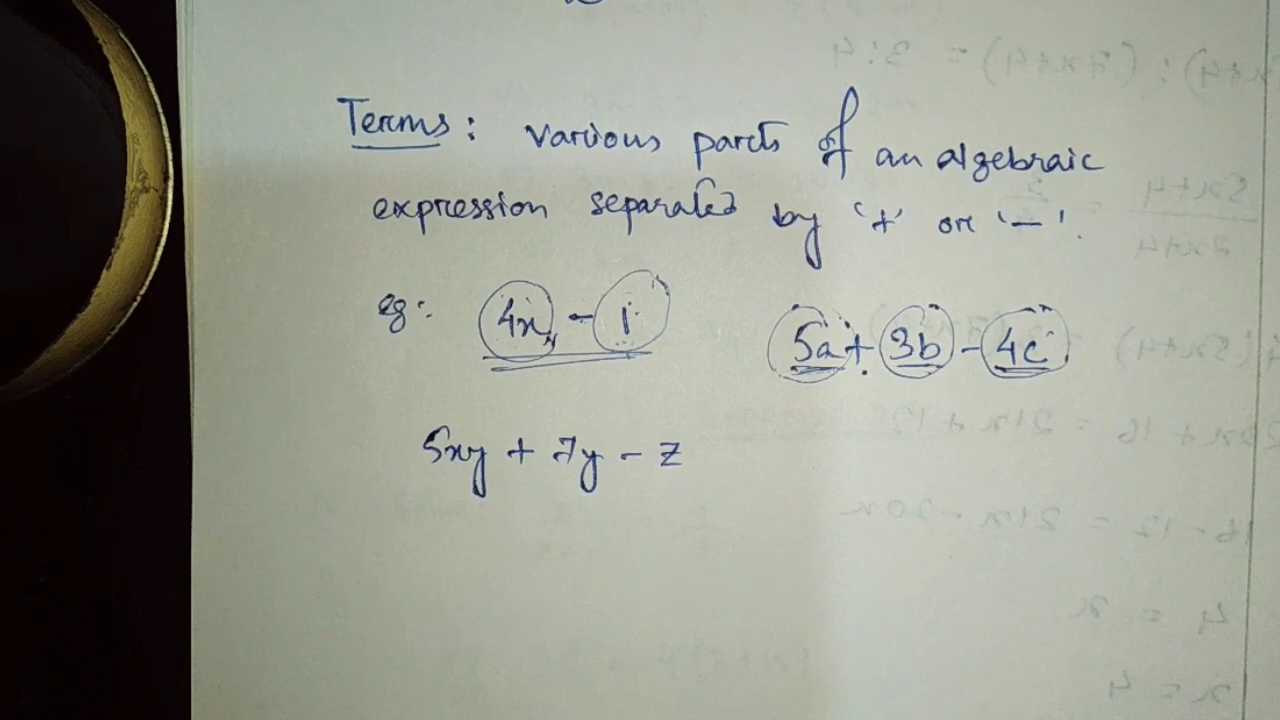 Terms: various parts of an algebraic
expression separated by '+' or '-'.
eg: 4x - 1 5a + 3b - 4c
5xy + 7y - z